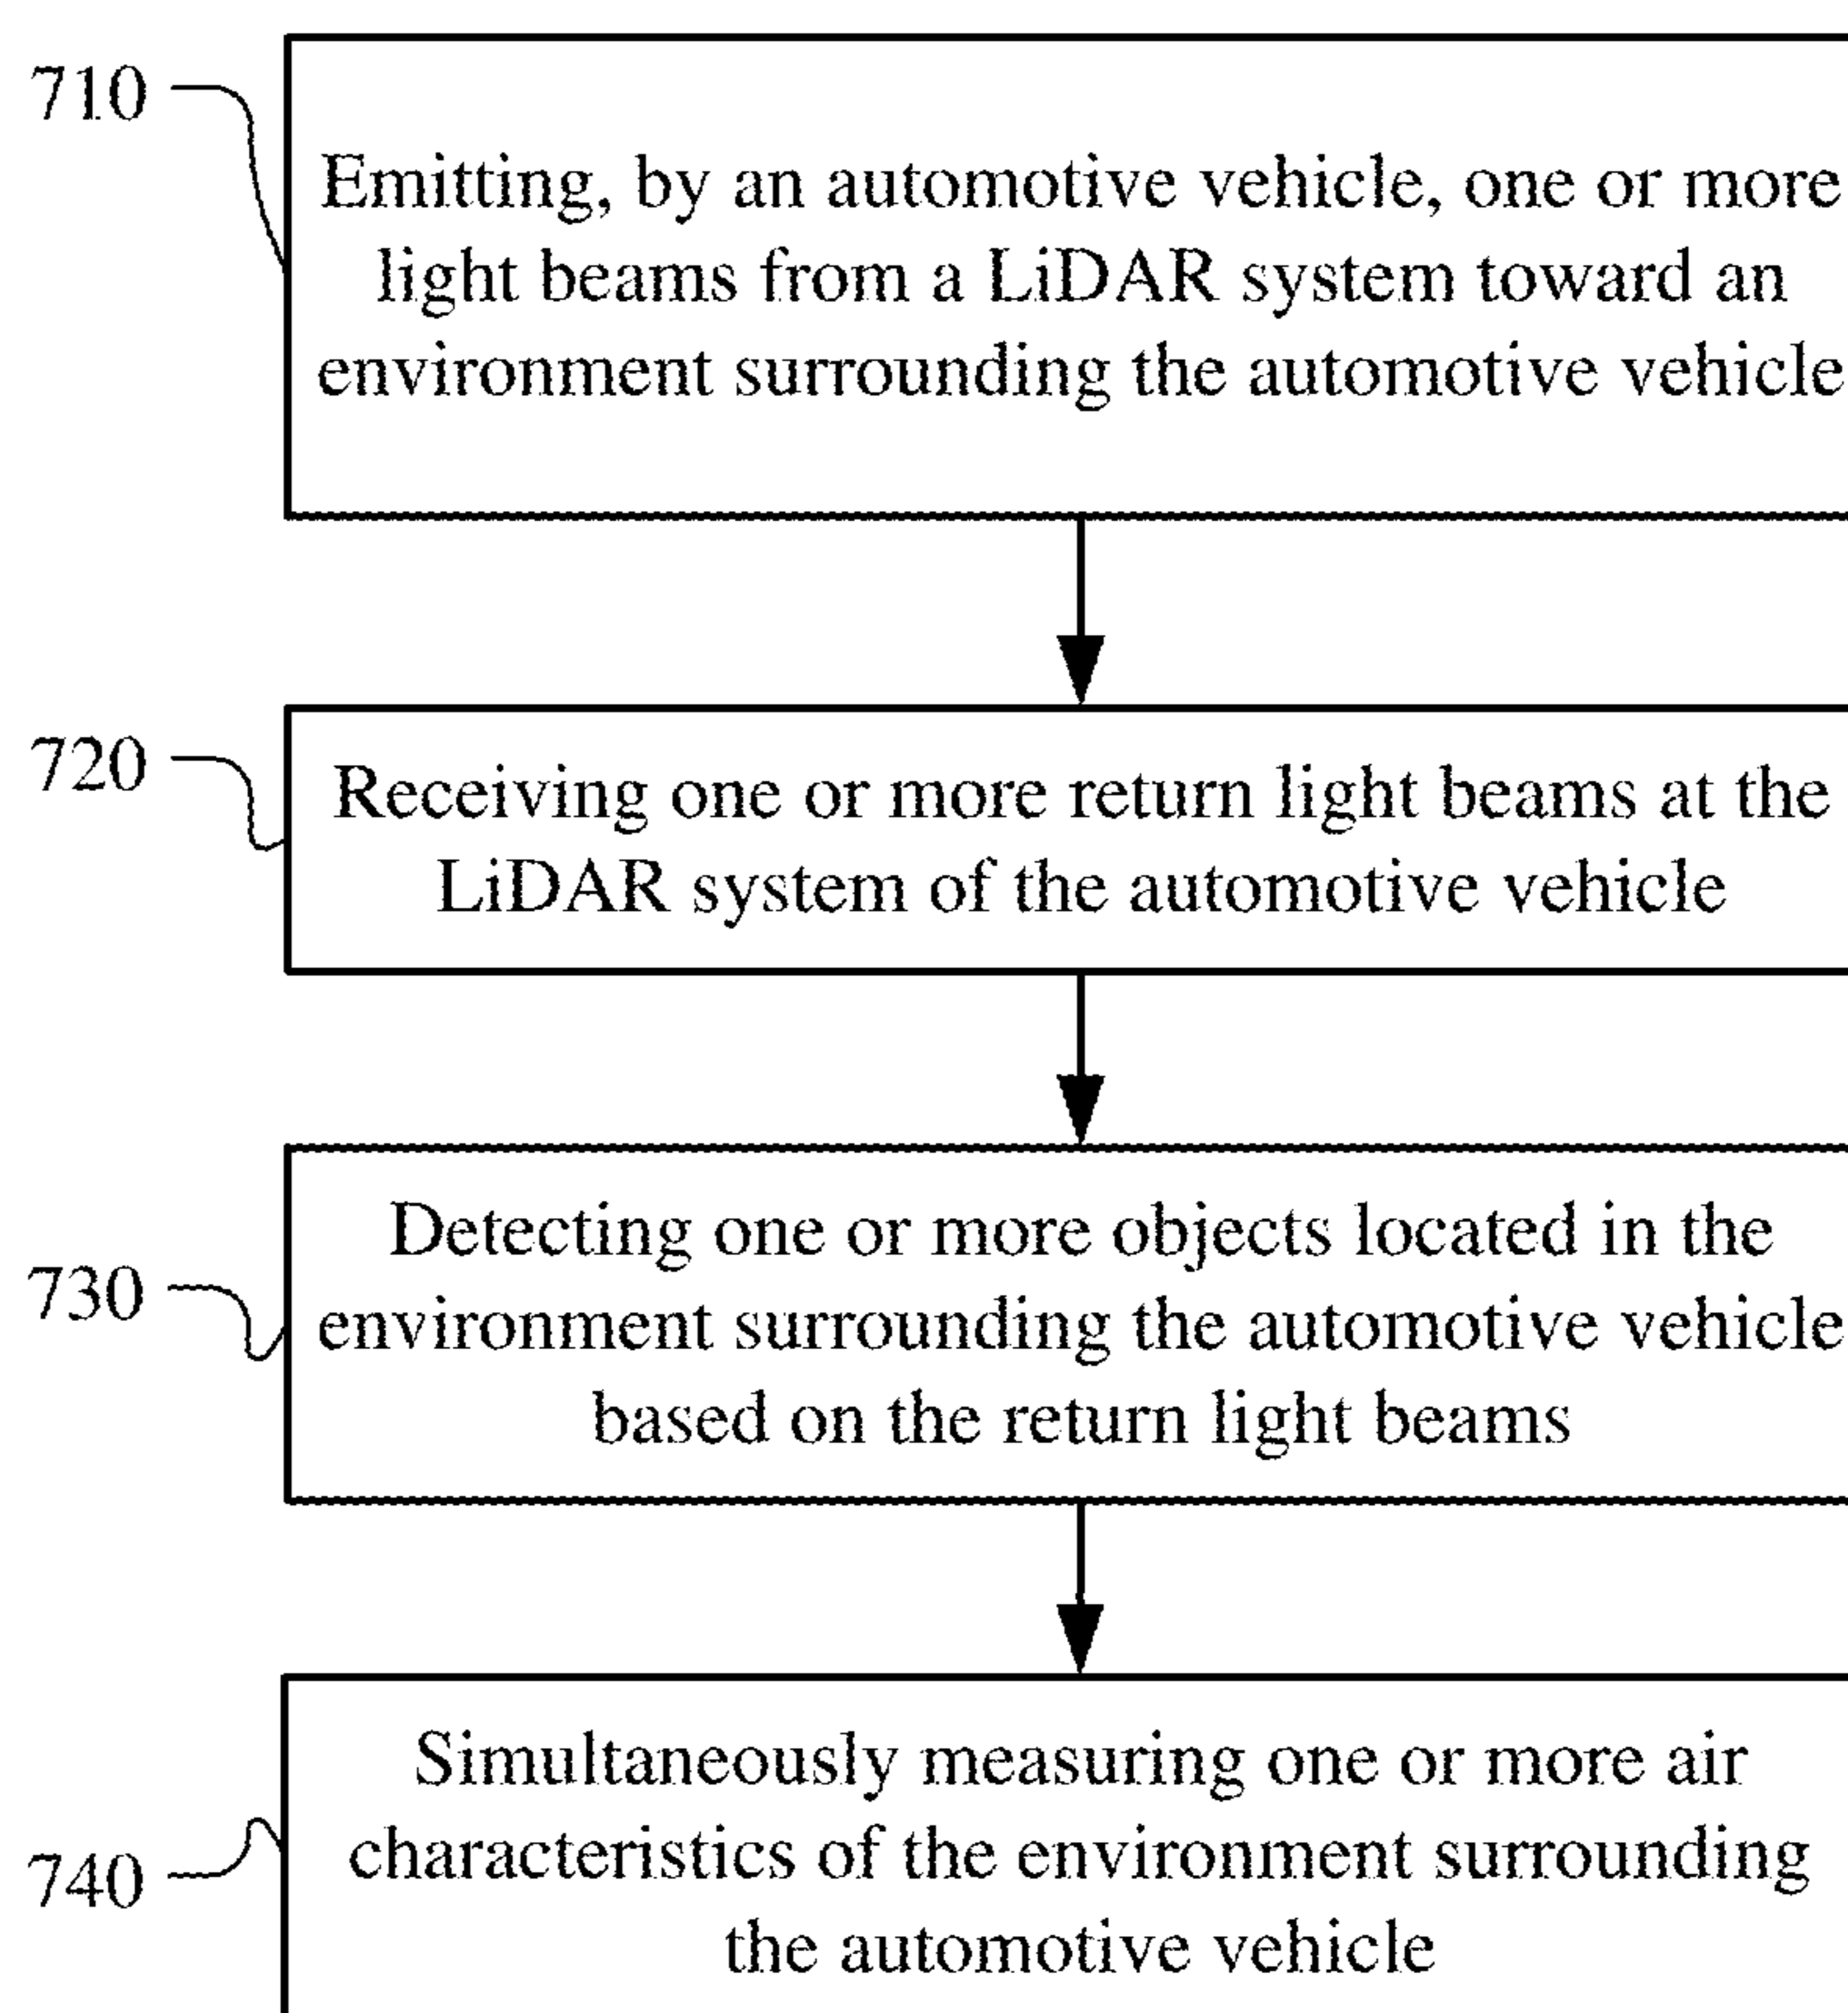 710
Emitting, by an automotive vehicle, one or more
light beams from a LiDAR system toward an
environment surrounding the automotive vehicle
720
Receiving one or more return light beams at the
LiDAR system of the automotive vehicle
730
Detecting one or more objects located in the
environment surrounding the automotive vehicle
based on the return light beams
740
Simultaneously measuring one or more air
characteristics of the environment surrounding
the automotive vehicle